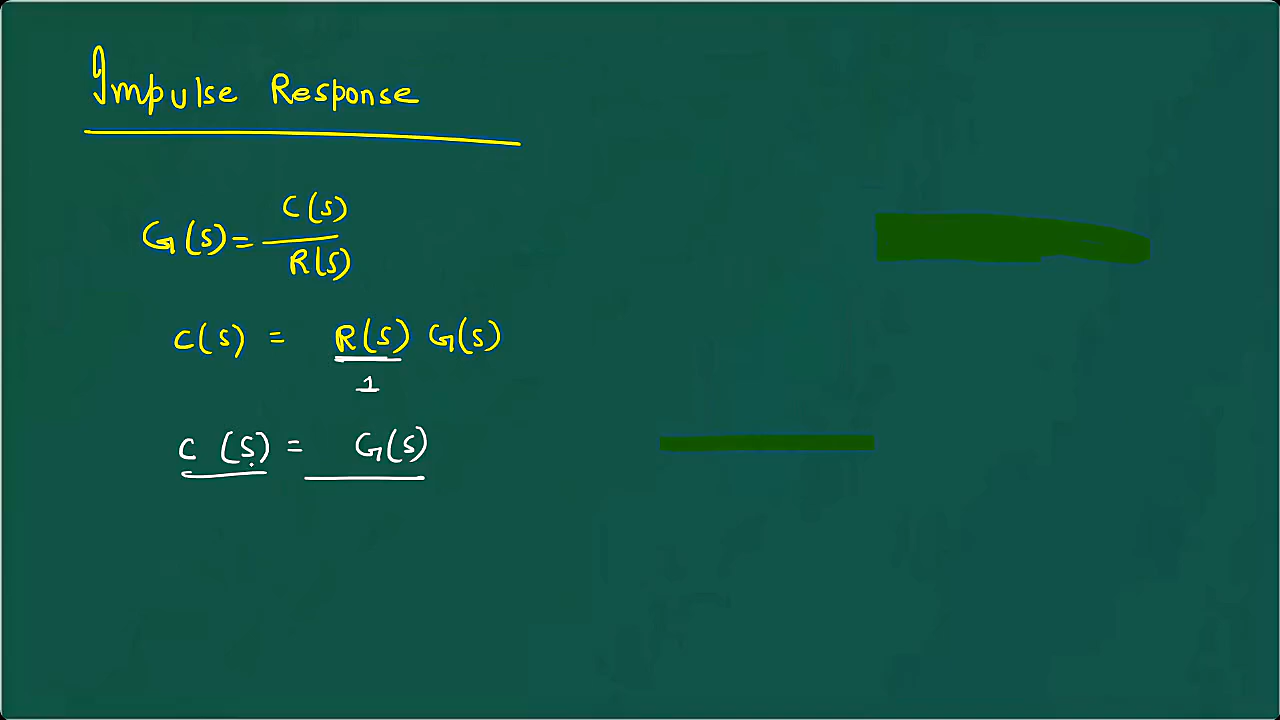 Impulse Response
G(s) = C(s) / R(s)
C(s) = R(s) G(s)
1
C (s) = G(s)